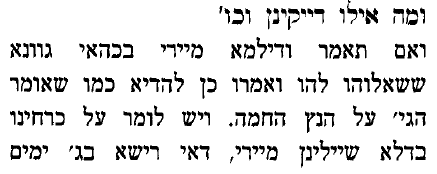 ומה אילו דייקינן וכו'
ואם תאמר ודילמא מיירי בכהאי גוונא
ששאלוהו להו ואמרו כן להדיא כמו שאומר
הגי' על הנץ החמה. ויש לומר על כרחינו
בדלא שיילינן מיירי, דאי רישא בג' ימים